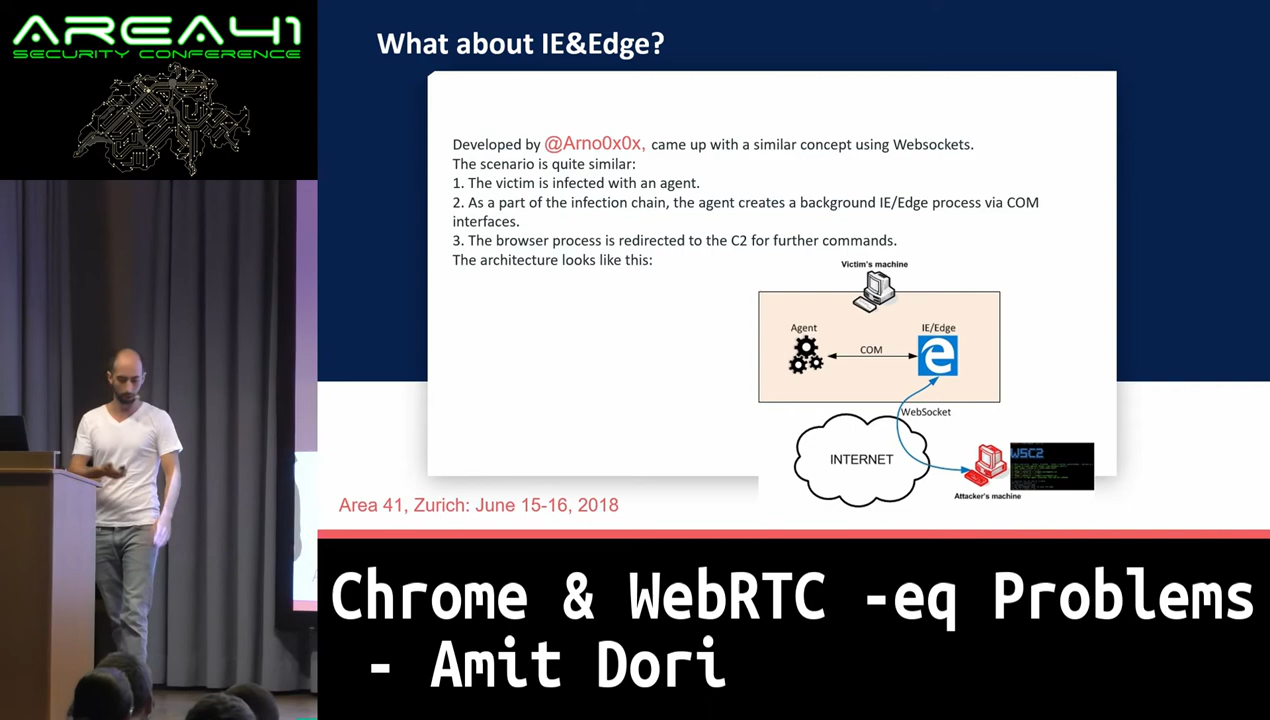 AREA41
SECURITY CONFERENCE
What about IE&Edge?
Developed by @Arno0x0x, came up with a similar concept using Websockets.
The scenario is quite similar:
1. The victim is infected with an agent.
2. As a part of the infection chain, the agent creates a background IE/Edge process via COM
interfaces.
3. The browser process is redirected to the C2 for further commands.
The architecture looks like this:
Victim's machine
Agent
IE/Edge
COM
WebSocket
INTERNET
WSC2
Attacker's machine
Area 41, Zurich: June 15-16, 2018
Chrome & WebRTC -eq Problems
- Amit Dori